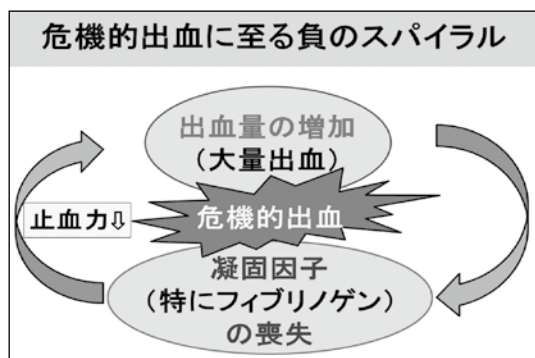 危機的出血に至る負のスパイラル
出血量の増加
(大量出血)
危機的出血
止血力⇩
凝固因子
(特にフィブリノゲン)
の喪失